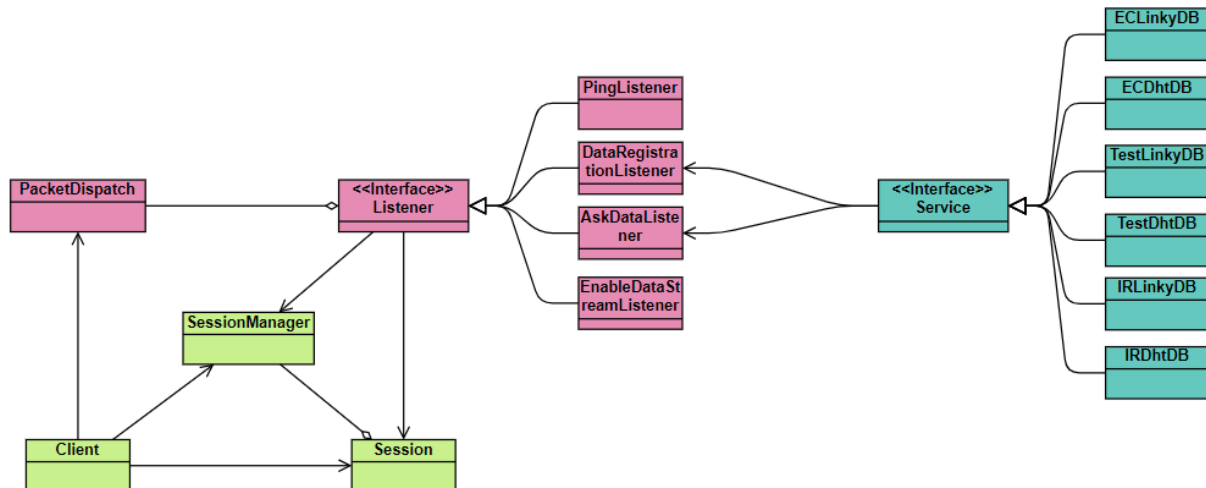 ECLinkyDB
ECDhtDB
PingListener
DataRegistra
tionListener
TestLinkyDB
PacketDispatch
<<Interface>>
Listener
AskDataListe
ner
<<Interface>>
Service
TestDhtDB
EnableDataSt
reamListener
IRLinkyDB
SessionManager
IRDhtDB
Client
Session